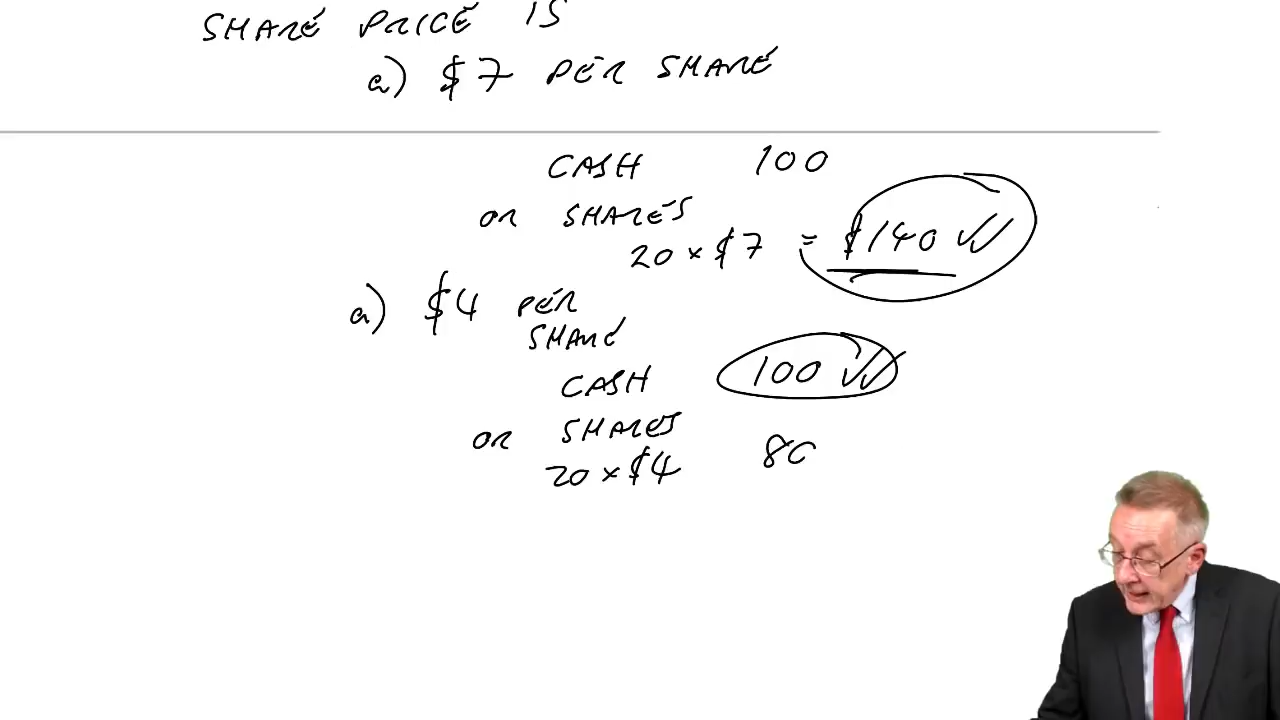 SHARE PRICE IS
a) $7 PER SHARE
CASH 100
OR SHARES
20 × $7 = $140 ✓✓
a) $4 PER
SHARE
CASH 100 ✓✓
OR SHARES
20 × $4 80